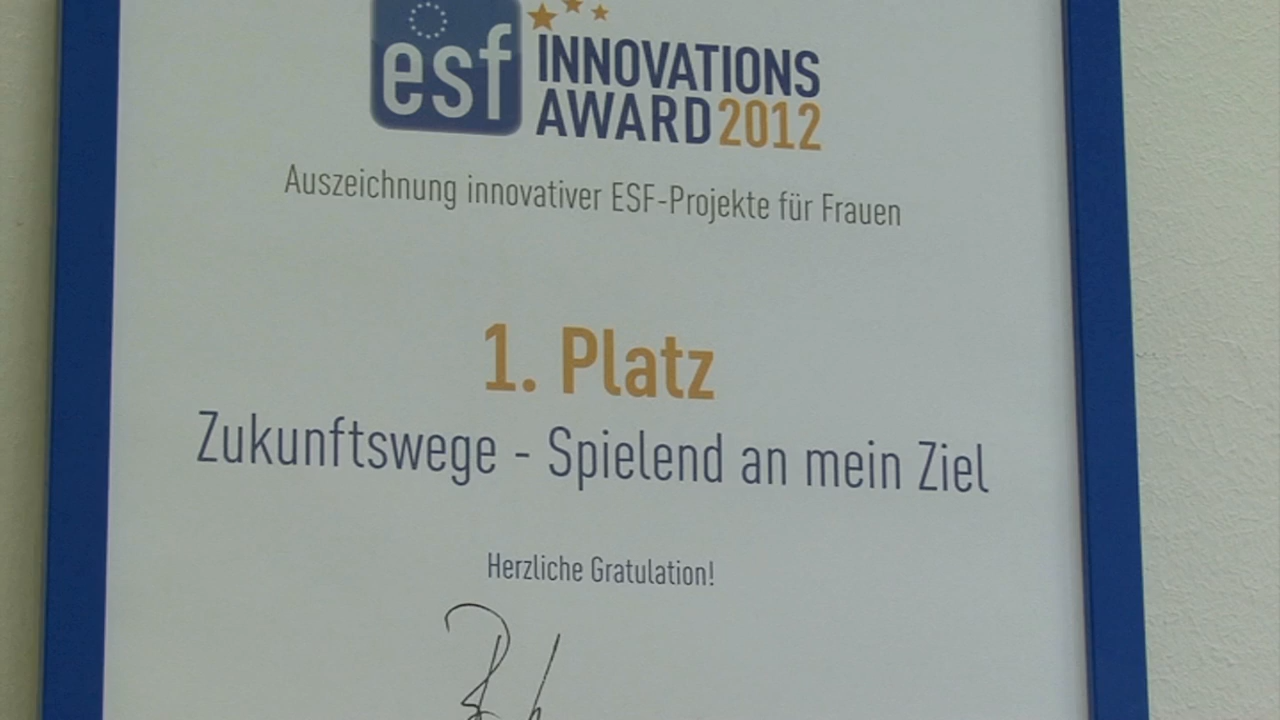 esf
INNOVATIONS
AWARD 2012
Auszeichnung innovativer ESF-Projekte für Frauen
1. Platz
Zukunftswege - Spielend an mein Ziel
Herzliche Gratulation!